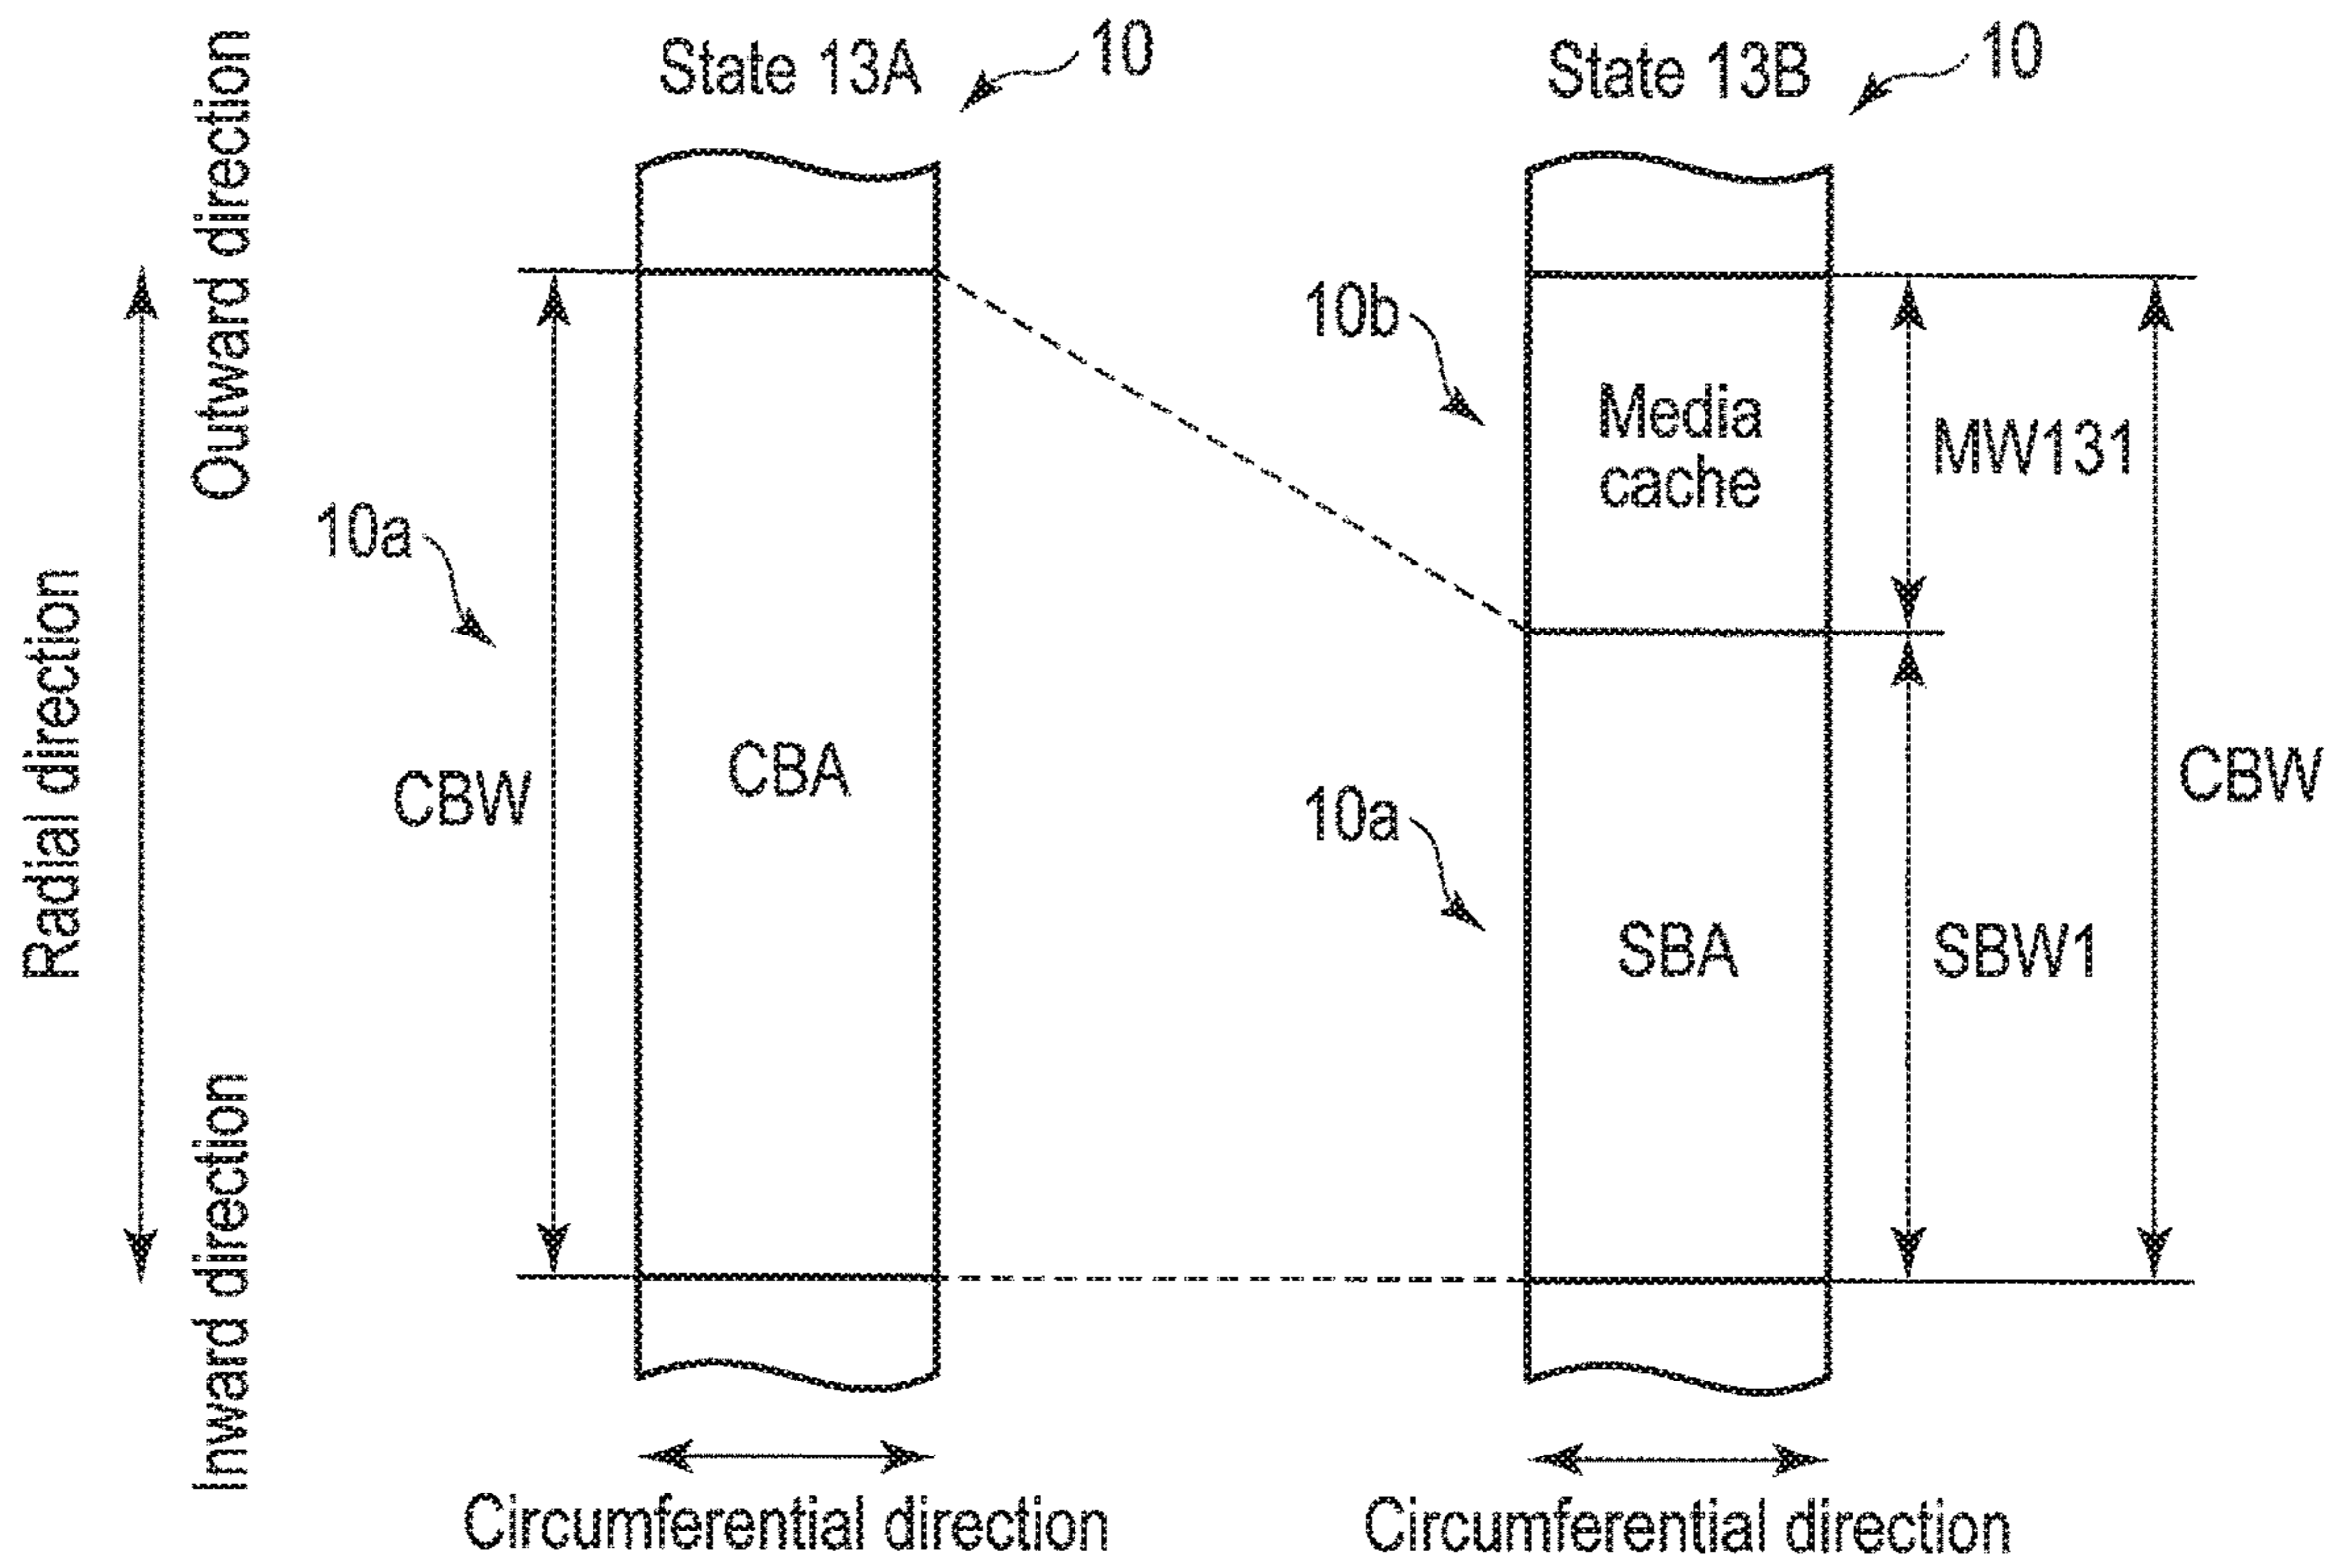 State 13A
10
State 13B
10
Outward direction
Radial direction
Inward direction
10a
CBW
CBA
10b
Media
cache
MW131
10a
SBA
SBW1
CBW
Circumferential direction
Circumferential direction